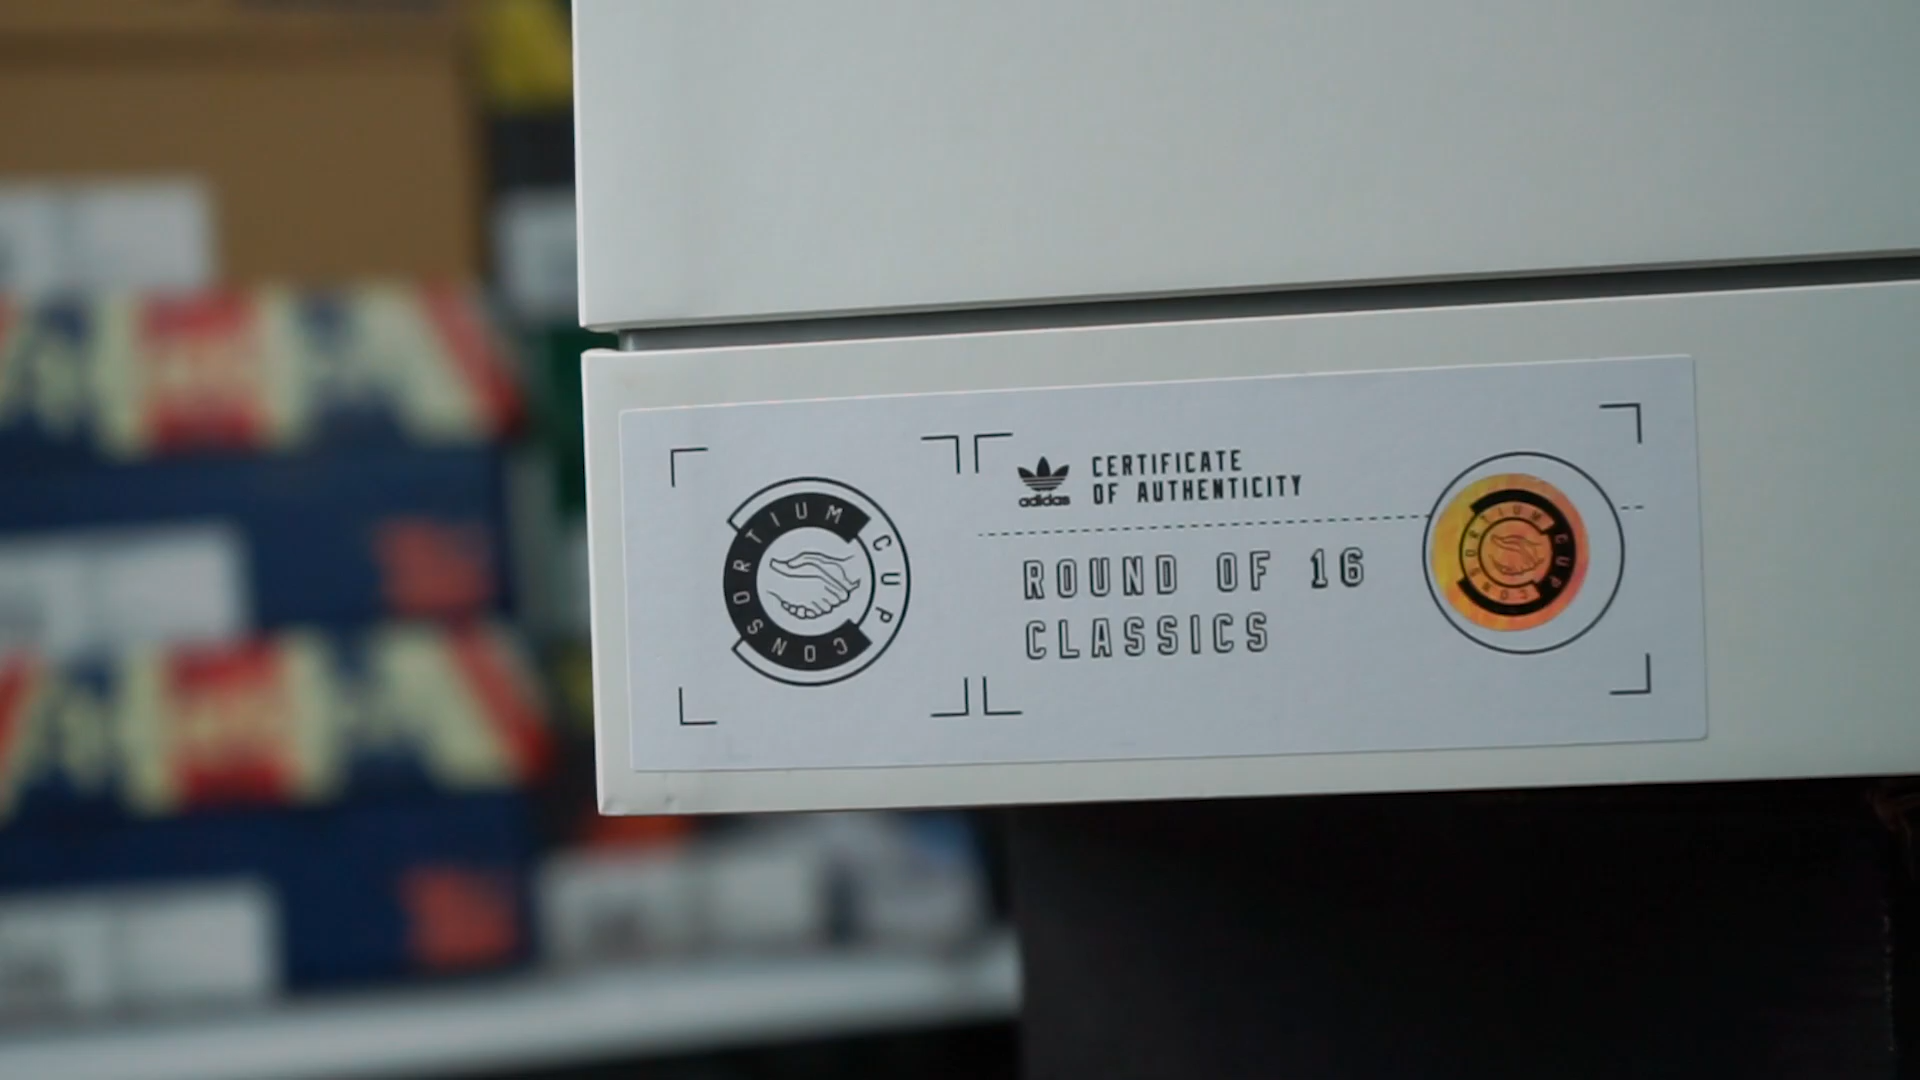 CONSORTIUM CUP
adidas
CERTIFICATE
OF AUTHENTICITY
ROUND OF 16
CLASSICS
CONSORTIUM CUP